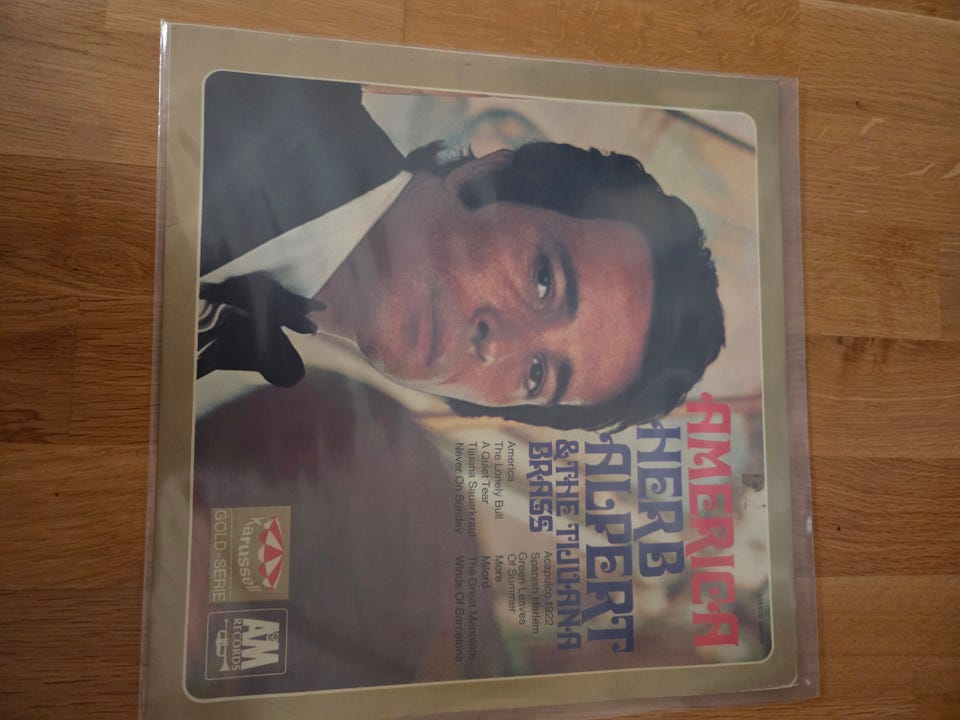 AMERICA
HERB
ALPERT
& THE TIJUANA
BRASS
America
The Lonely Bull
A Quiet Tear
Tijuana Sauerkraut
Never On Sunday
Acapulco 1922
Spanish Harlem
Green Leaves
Of Summer
More
Milord
The Great Manolete
Winds Of Barcelona
Karussell
GOLD-SERIE
A&M
RECORDS